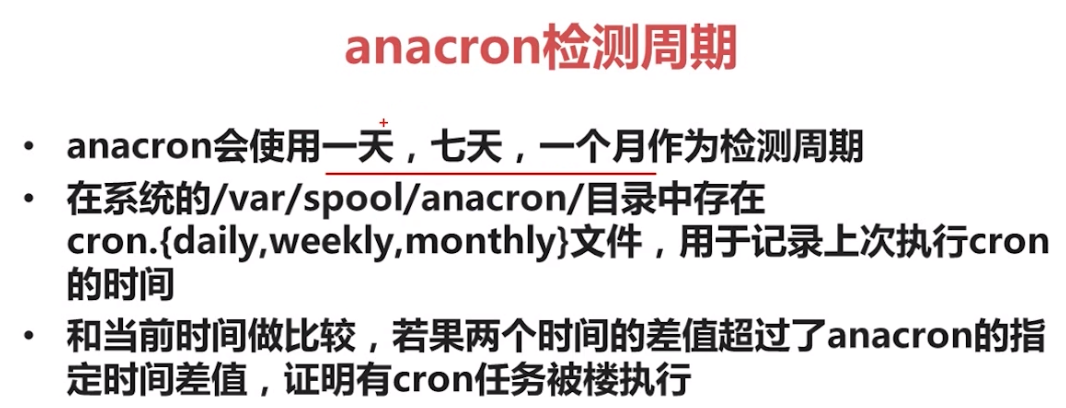 anacron检测周期
• anacron会使用一天，七天，一个月作为检测周期
• 在系统的/var/spool/anacron/目录中存在
cron.{daily,weekly,monthly}文件，用于记录上次执行cron
的时间
• 和当前时间做比较，若果两个时间的差值超过了anacron的指
定时间差值，证明有cron任务被楼执行